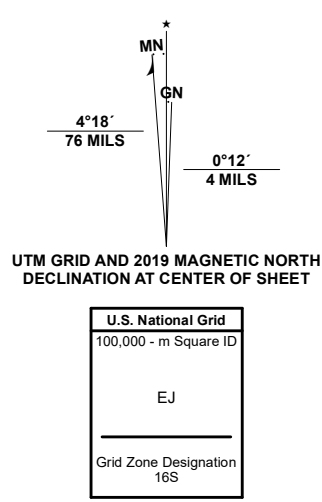 MN
GN
4°18´
76 MILS
0°12´
4 MILS
UTM GRID AND 2019 MAGNETIC NORTH
DECLINATION AT CENTER OF SHEET
U.S. National Grid
100,000 - m Square ID
EJ
Grid Zone Designation
16S